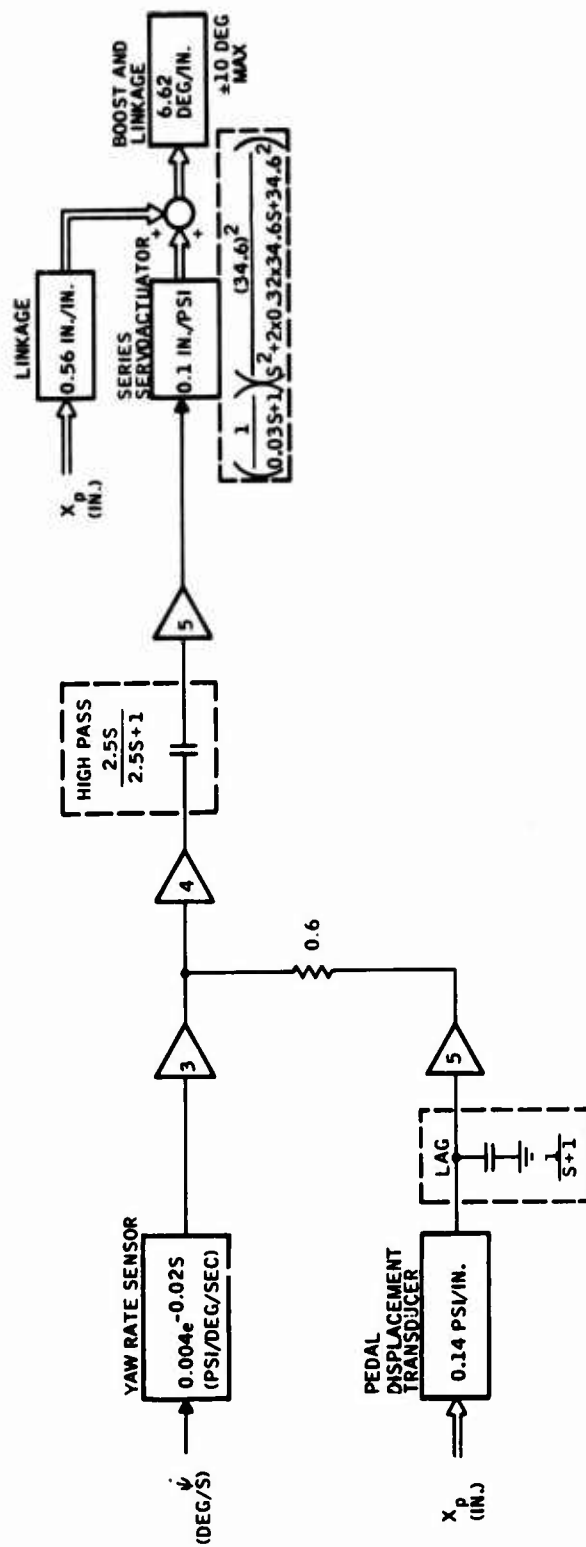 YAW RATE SENSOR
0.004e^-0.02S
(PSI/DEG/SEC)
ψ̇
(DEG/S)
3
4
HIGH PASS
2.5S
2.5S+1
5
LINKAGE
0.56 IN./IN.
X_p
(IN.)
SERIES
SERVOACTUATOR
0.1 IN./PSI
+
+
BOOST AND
LINKAGE
6.62
DEG/IN.
±10 DEG
MAX
(1 / 0.03S+1)((34.6)^2 / S^2+2x0.32x34.6S+34.6^2)
0.6
PEDAL
DISPLACEMENT
TRANSDUCER
0.14 PSI/IN.
X_p
(IN.)
LAG
1
S+1
5